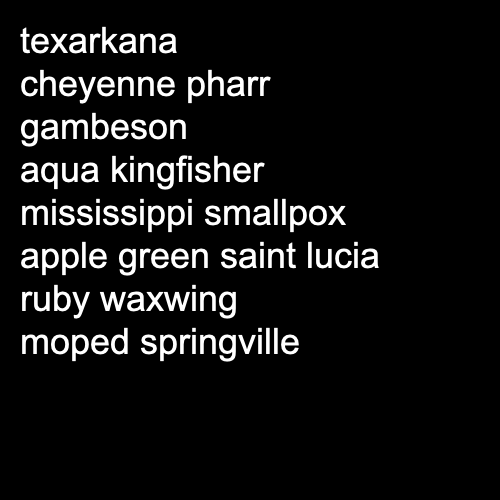 texarkana
cheyenne pharr
gambeson
aqua kingfisher
mississippi smallpox
apple green saint lucia
ruby waxwing
moped springville